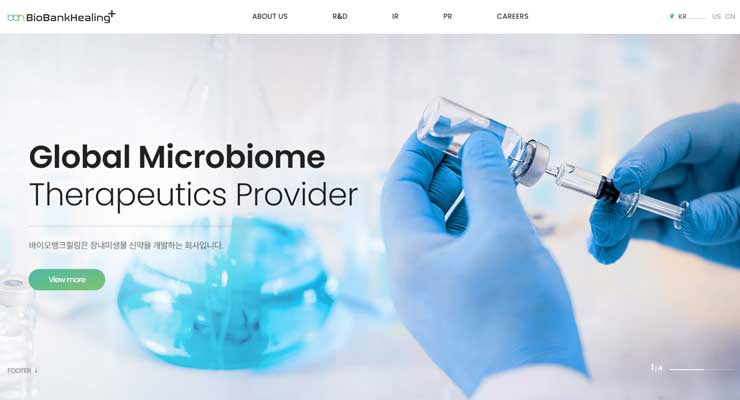 BioBankHealing+
ABOUT US R&D IR PR CAREERS
KR US CN
Global Microbiome
Therapeutics Provider
바이오뱅크힐링은 장내미생물 신약을 개발하는 회사입니다.
View more
FOOTER ↓
1/4